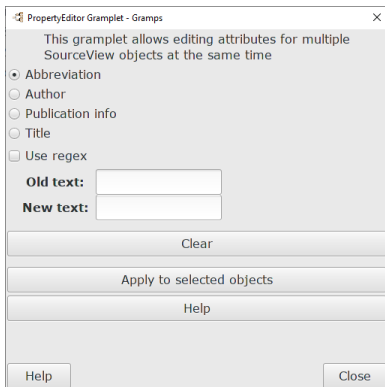 PropertyEditor Gramplet - Gramps
This gramplet allows editing attributes for multiple
SourceView objects at the same time
Abbreviation
Author
Publication info
Title
Use regex
Old text:
New text:
Clear
Apply to selected objects
Help
Help Close